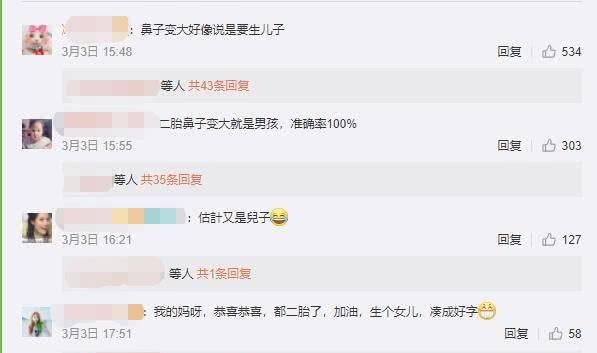 ：鼻子变大好像说是要生儿子
3月3日 15:48
回复
534
等人 共43条回复
二胎鼻子变大就是男孩，准确率100%
3月3日 15:55
回复
303
等人 共35条回复
：估計又是兒子😂
3月3日 16:21
回复
127
等人 共1条回复
：我的妈呀，恭喜恭喜，都二胎了，加油，生个女儿，凑成好字😁
3月3日 17:51
回复
58